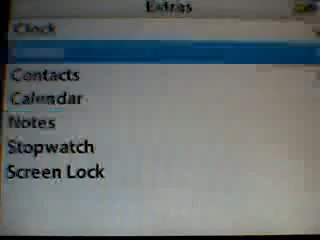 Extras
Clock
Contacts
Calendar
Notes
Stopwatch
Screen Lock